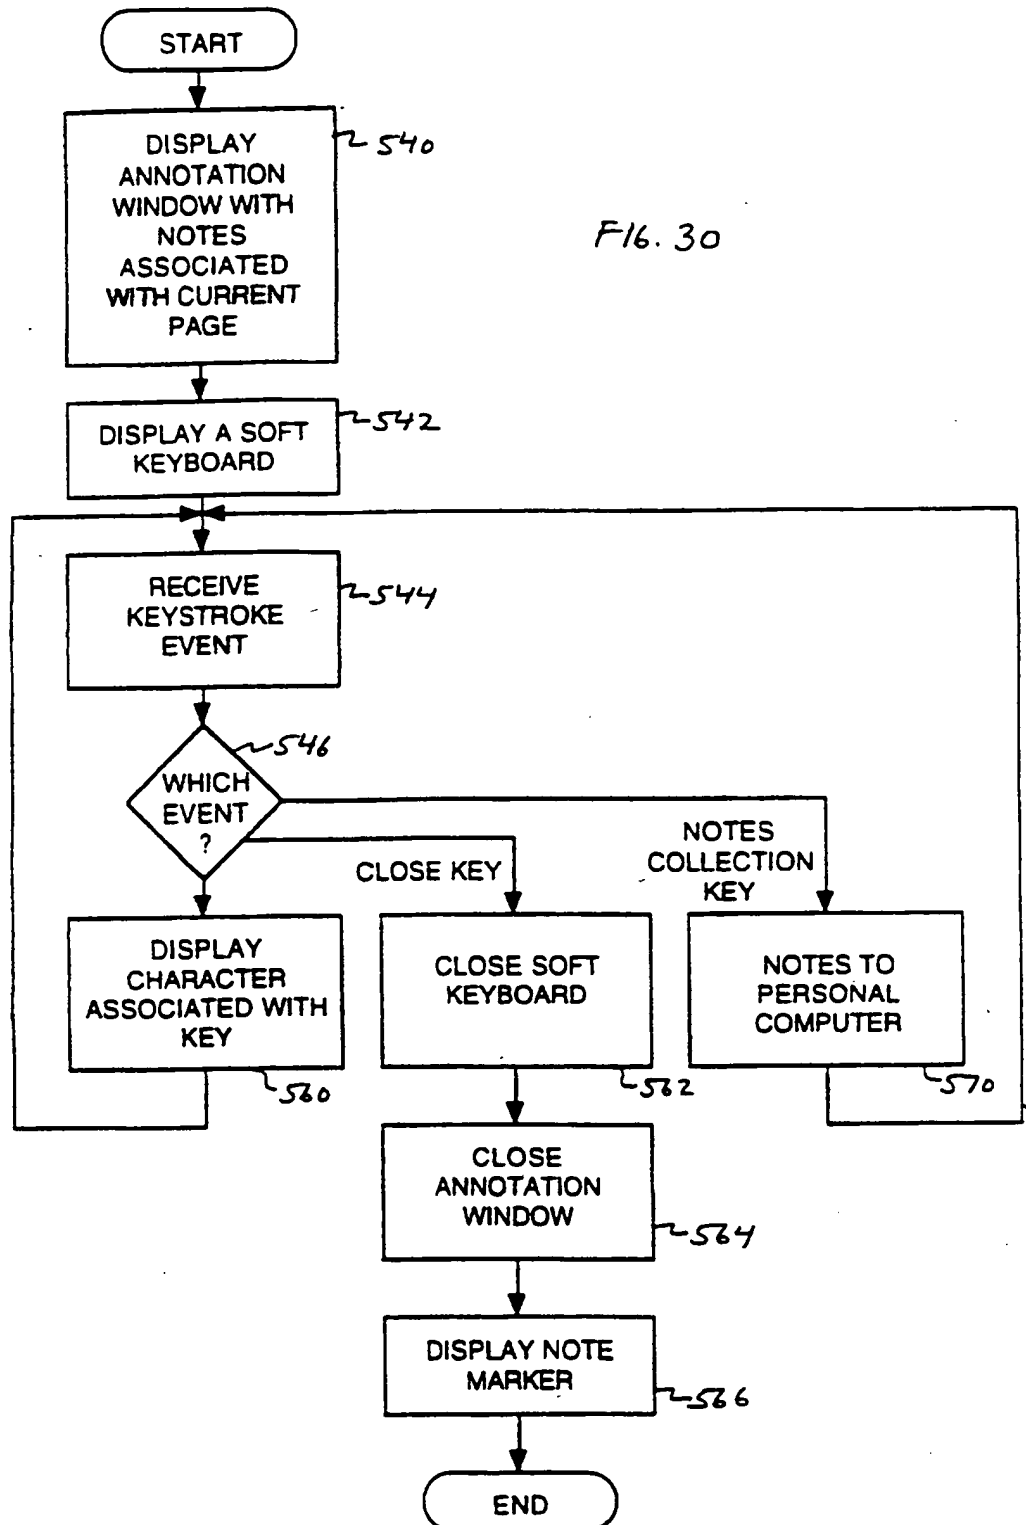 START
DISPLAY
ANNOTATION
WINDOW WITH
NOTES
ASSOCIATED
WITH CURRENT
PAGE
540
FIG. 30
DISPLAY A SOFT
KEYBOARD
542
RECEIVE
KEYSTROKE
EVENT
544
WHICH
EVENT
?
546
CLOSE KEY
NOTES
COLLECTION
KEY
DISPLAY
CHARACTER
ASSOCIATED WITH
KEY
560
CLOSE SOFT
KEYBOARD
562
NOTES TO
PERSONAL
COMPUTER
570
CLOSE
ANNOTATION
WINDOW
564
DISPLAY NOTE
MARKER
566
END